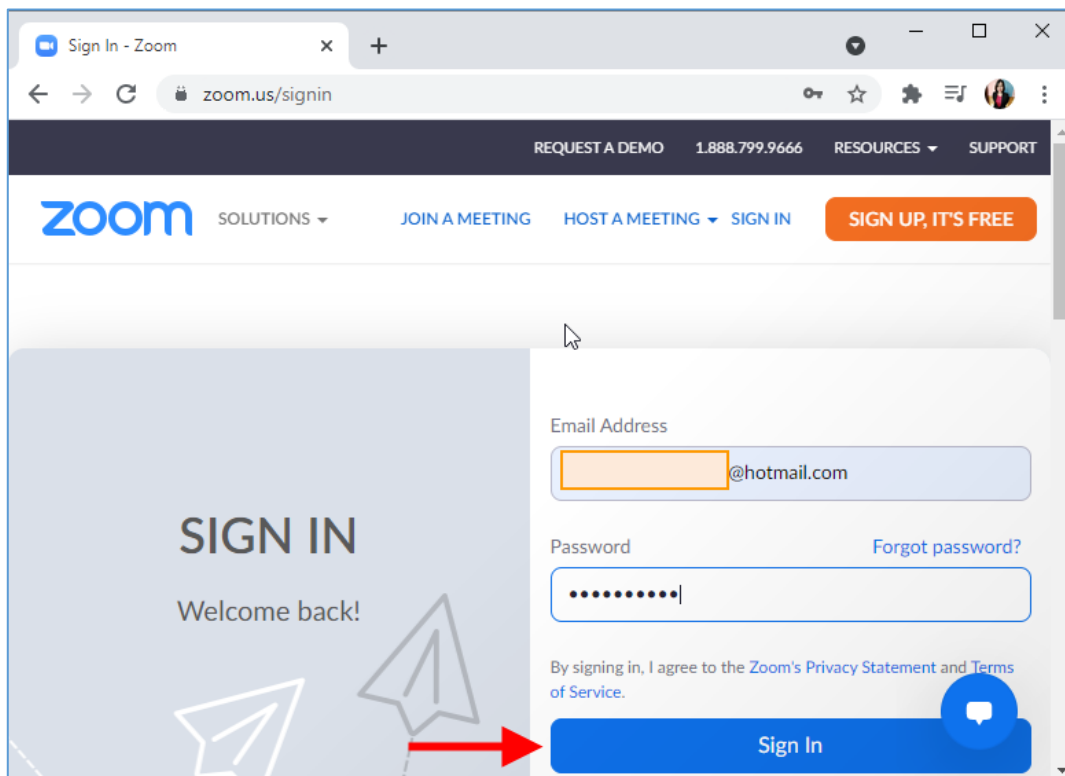 Sign In - Zoom
zoom.us/signin
REQUEST A DEMO 1.888.799.9666 RESOURCES SUPPORT
zoom SOLUTIONS JOIN A MEETING HOST A MEETING SIGN IN SIGN UP, IT'S FREE
SIGN IN
Welcome back!
Email Address
@hotmail.com
Password Forgot password?
••••••••••
By signing in, I agree to the Zoom's Privacy Statement and Terms
of Service.
Sign In